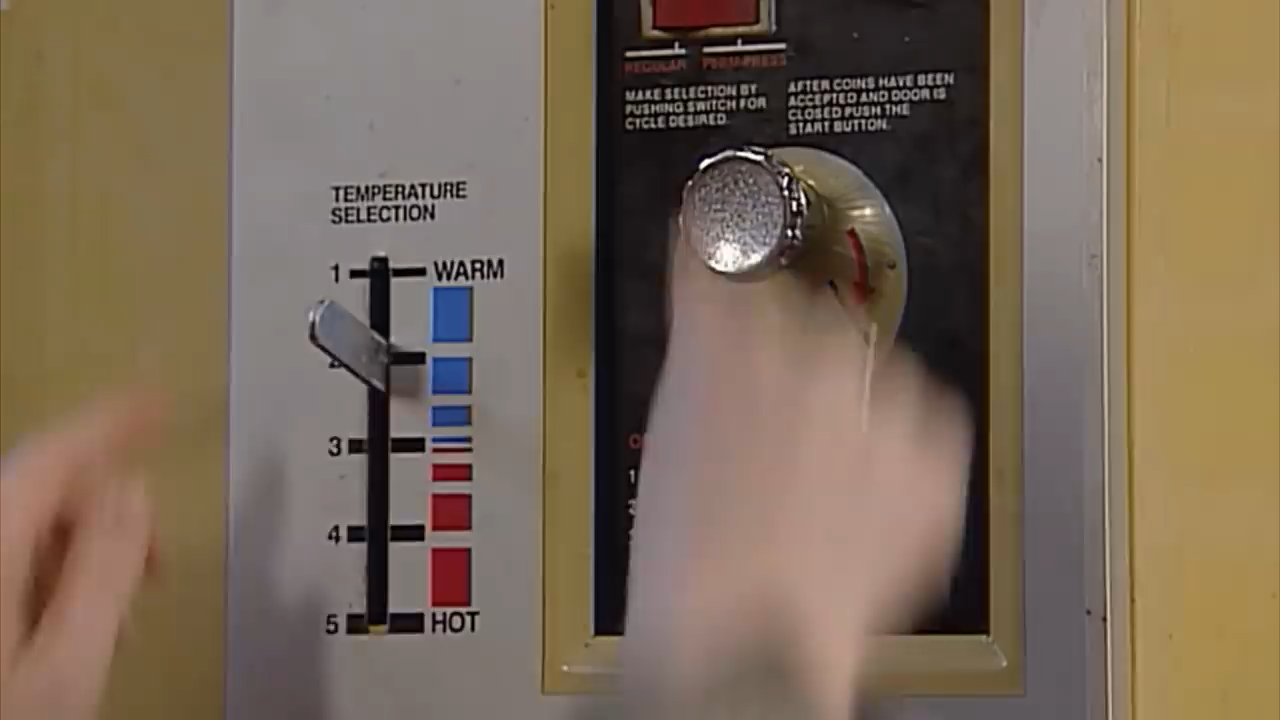 REGULAR PERM-PRESS
MAKE SELECTION BY
PUSHING SWITCH FOR
CYCLE DESIRED.
AFTER COINS HAVE BEEN
ACCEPTED AND DOOR IS
CLOSED PUSH THE
START BUTTON.
TEMPERATURE
SELECTION
1 WARM
3
4
5 HOT